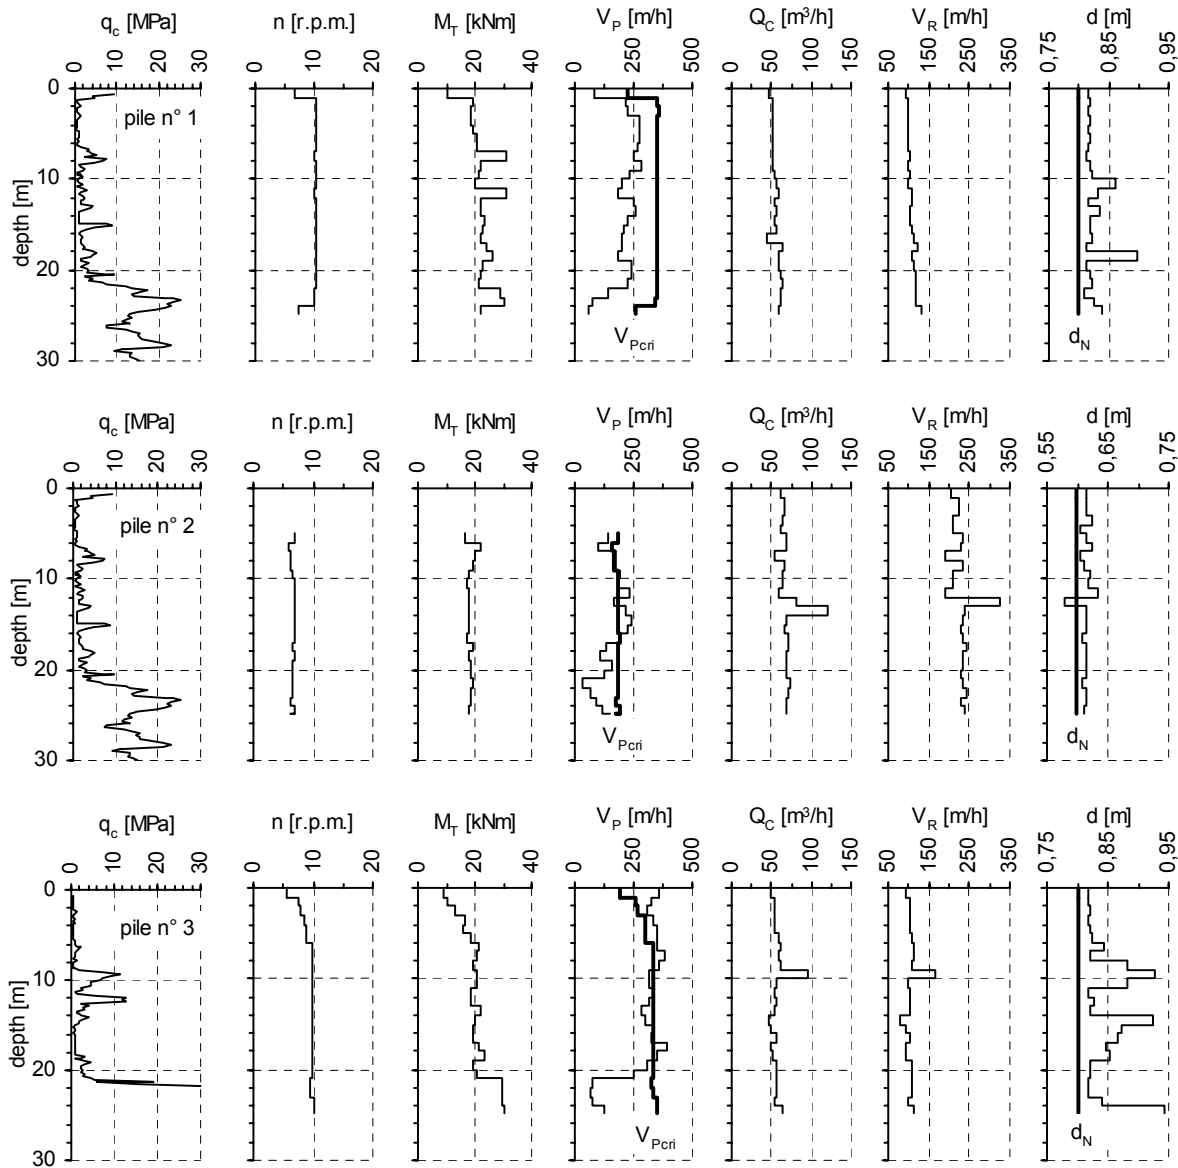 q_c [MPa] n [r.p.m.] M_T [kNm] V_P [m/h] Q_C [m³/h] V_R [m/h] d [m]
0 10 20 30 0 10 20 0 20 40 0 250 500 0 50 100 150 50 150 250 350 0,75 0,85 0,95
0
pile n° 1
10
depth [m]
20
V_Pcri d_N
30
q_c [MPa] n [r.p.m.] M_T [kNm] V_P [m/h] Q_C [m³/h] V_R [m/h] d [m]
0 10 20 30 0 10 20 0 20 40 0 250 500 0 50 100 150 50 150 250 350 0,55 0,65 0,75
0
pile n° 2
10
depth [m]
20
V_Pcri d_N
30
q_c [MPa] n [r.p.m.] M_T [kNm] V_P [m/h] Q_C [m³/h] V_R [m/h] d [m]
0 10 20 30 0 10 20 0 20 40 0 250 500 0 50 100 150 50 150 250 350 0,75 0,85 0,95
0
pile n° 3
10
depth [m]
20
V_Pcri d_N
30